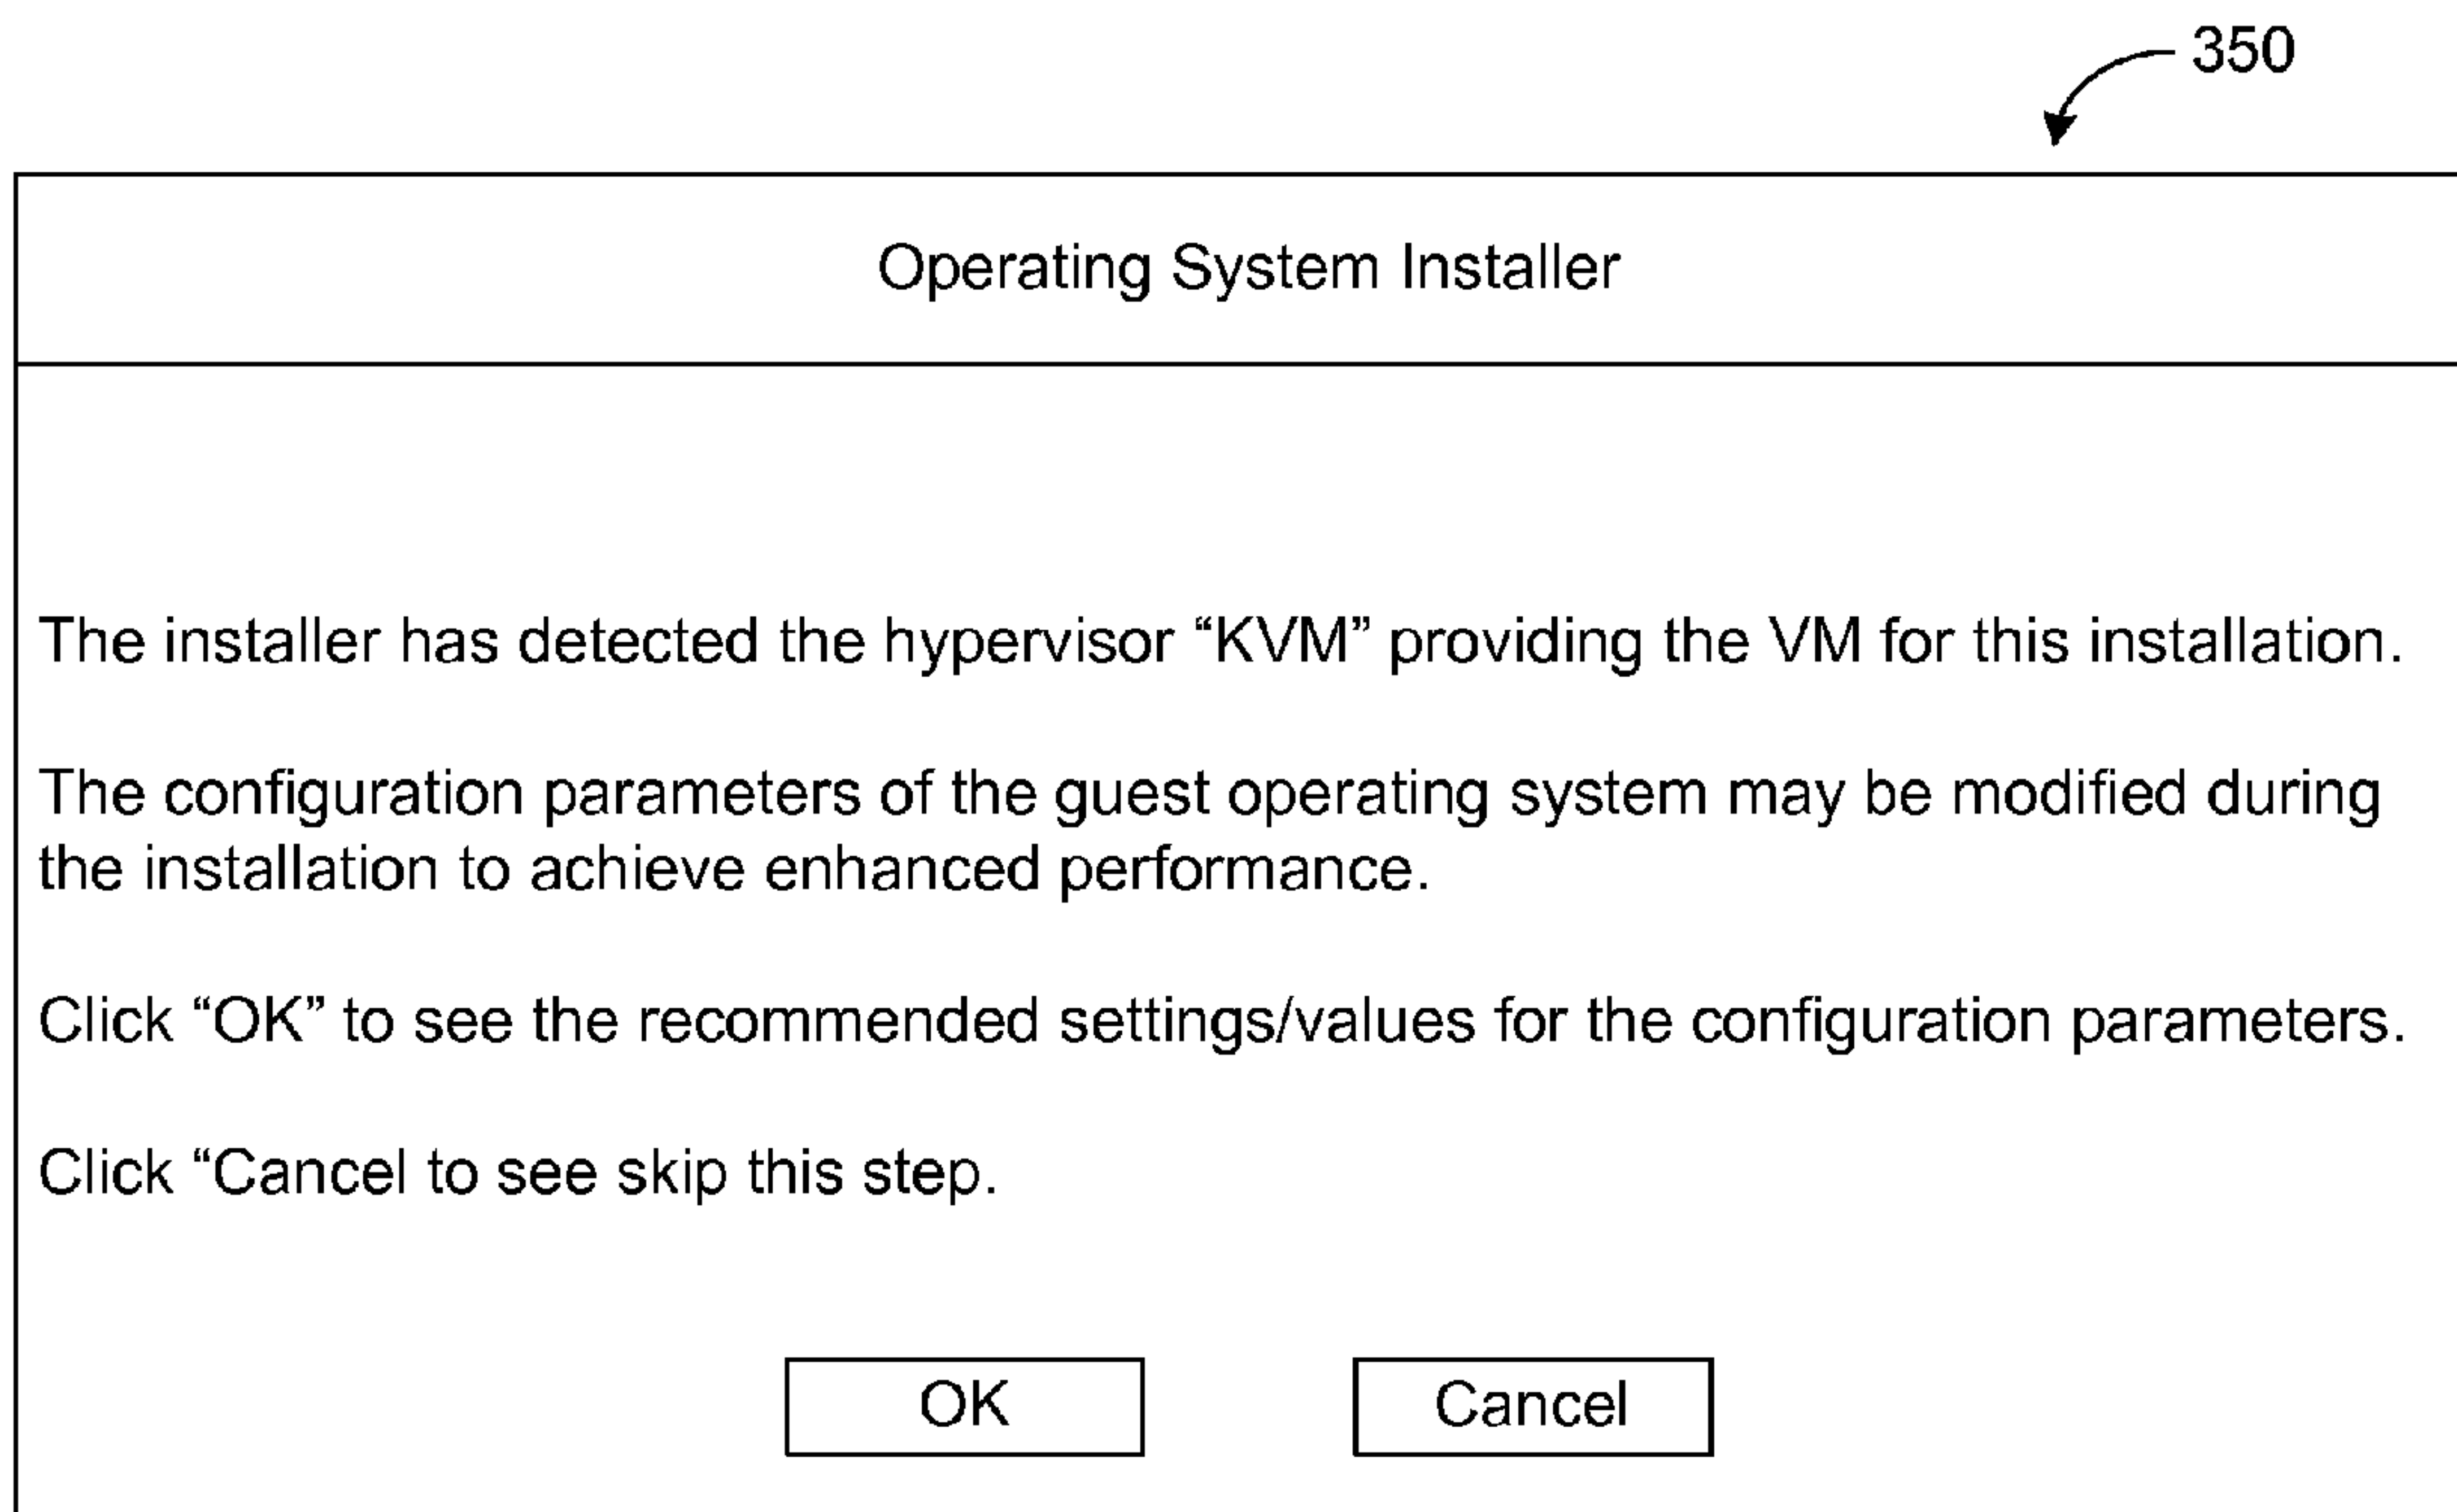 350
Operating System Installer
The installer has detected the hypervisor “KVM” providing the VM for this installation.
The configuration parameters of the guest operating system may be modified during
the installation to achieve enhanced performance.
Click “OK” to see the recommended settings/values for the configuration parameters.
Click “Cancel to see skip this step.
OK
Cancel